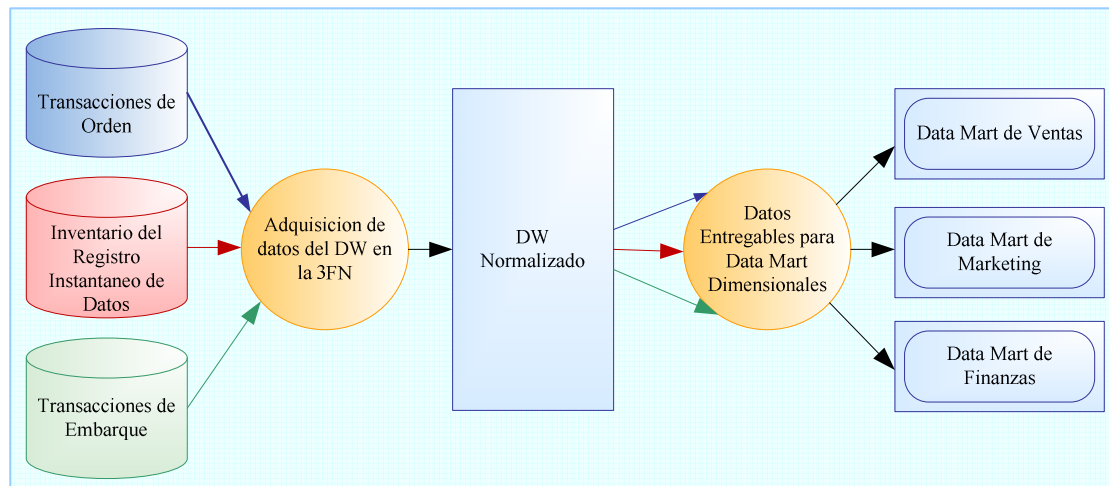 Transacciones de
Orden
Inventario del
Registro
Instantaneo de
Datos
Transacciones de
Embarque
Adquisicion de
datos del DW en
la 3FN
DW
Normalizado
Datos
Entregables para
Data Mart
Dimensionales
Data Mart de Ventas
Data Mart de
Marketing
Data Mart de
Finanzas